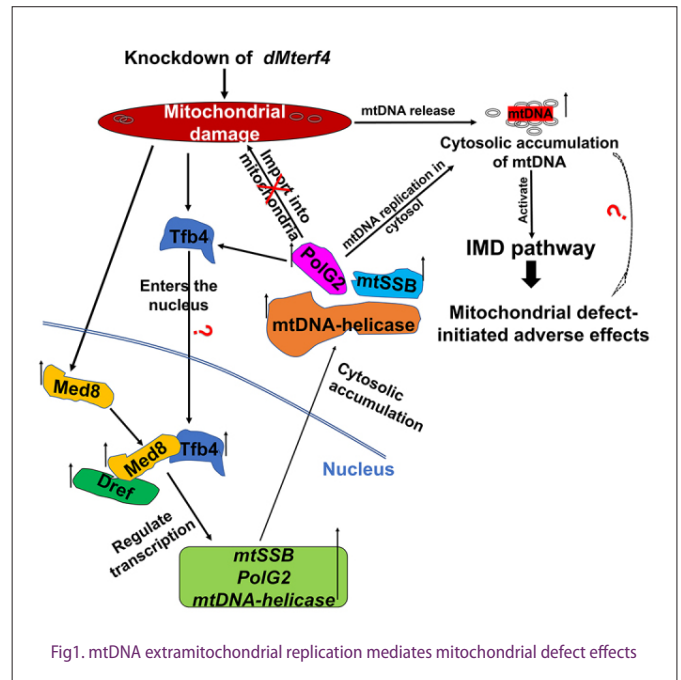 Knockdown of dMterf4
Mitochondrial
damage
mtDNA release
mtDNA
Cytosolic accumulation
of mtDNA
Import into
mitochondria
mtDNA replication in
cytosol
Activate
?
Tfb4
PolG2
mtSSB
IMD pathway
Enters the
nucleus
?
mtDNA-helicase
Mitochondrial defect-
initiated adverse effects
Med8
Cytosolic
accumulation
Med8
Tfb4
Nucleus
Dref
Regulate
transcription
mtSSB
PolG2
mtDNA-helicase
Fig1. mtDNA extramitochondrial replication mediates mitochondrial defect effects